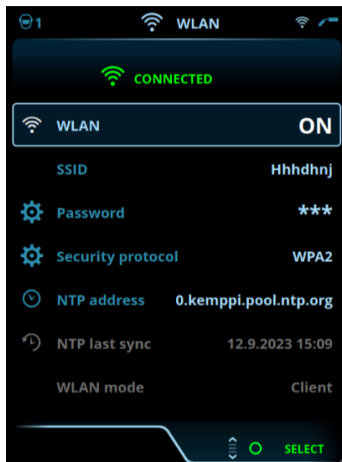 1 WLAN
CONNECTED
WLAN ON
SSID Hhhdhnj
Password ***
Security protocol WPA2
NTP address 0.kemppi.pool.ntp.org
NTP last sync 12.9.2023 15:09
WLAN mode Client
SELECT